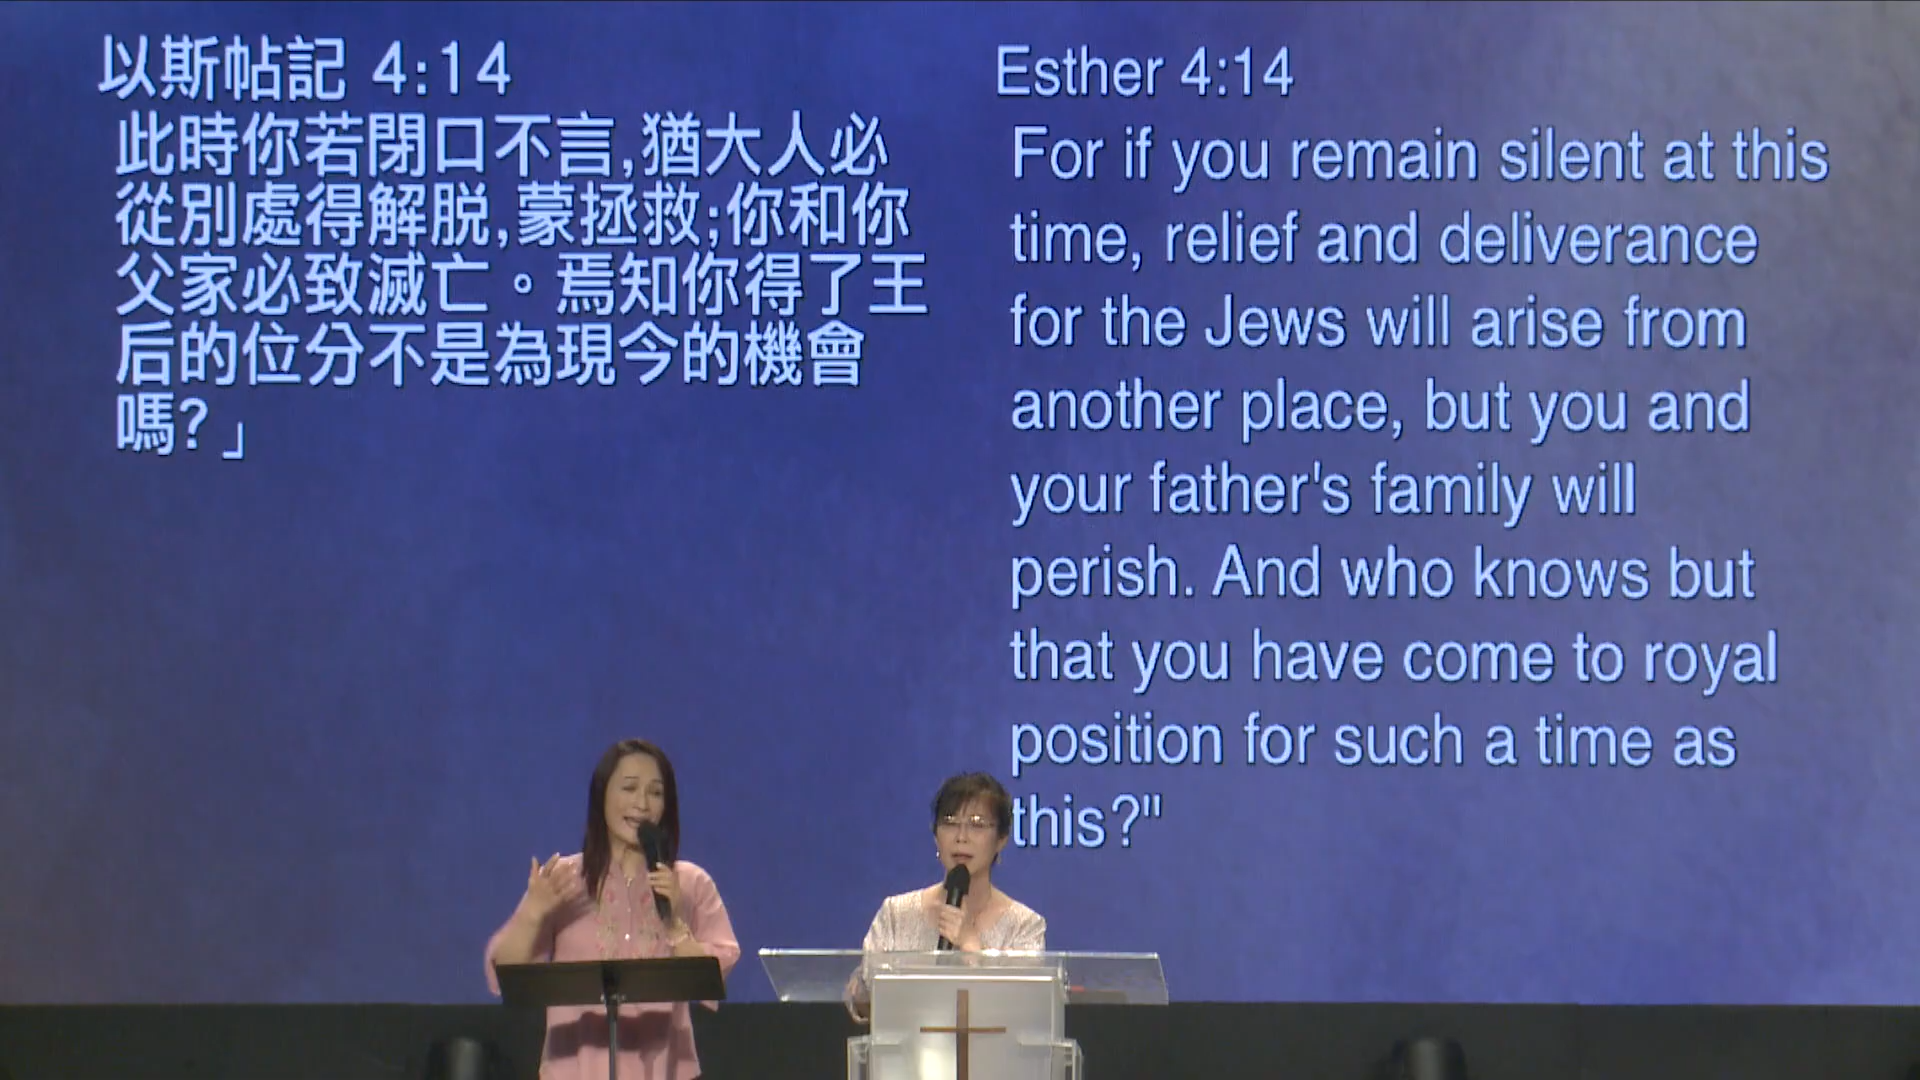 以斯帖記 4:14
此時你若閉口不言,猶大人必
從別處得解脱,蒙拯救;你和你
父家必致滅亡。焉知你得了王
后的位分不是為現今的機會
嗎?」
Esther 4:14
For if you remain silent at this
time, relief and deliverance
for the Jews will arise from
another place, but you and
your father's family will
perish. And who knows but
that you have come to royal
position for such a time as
this?"